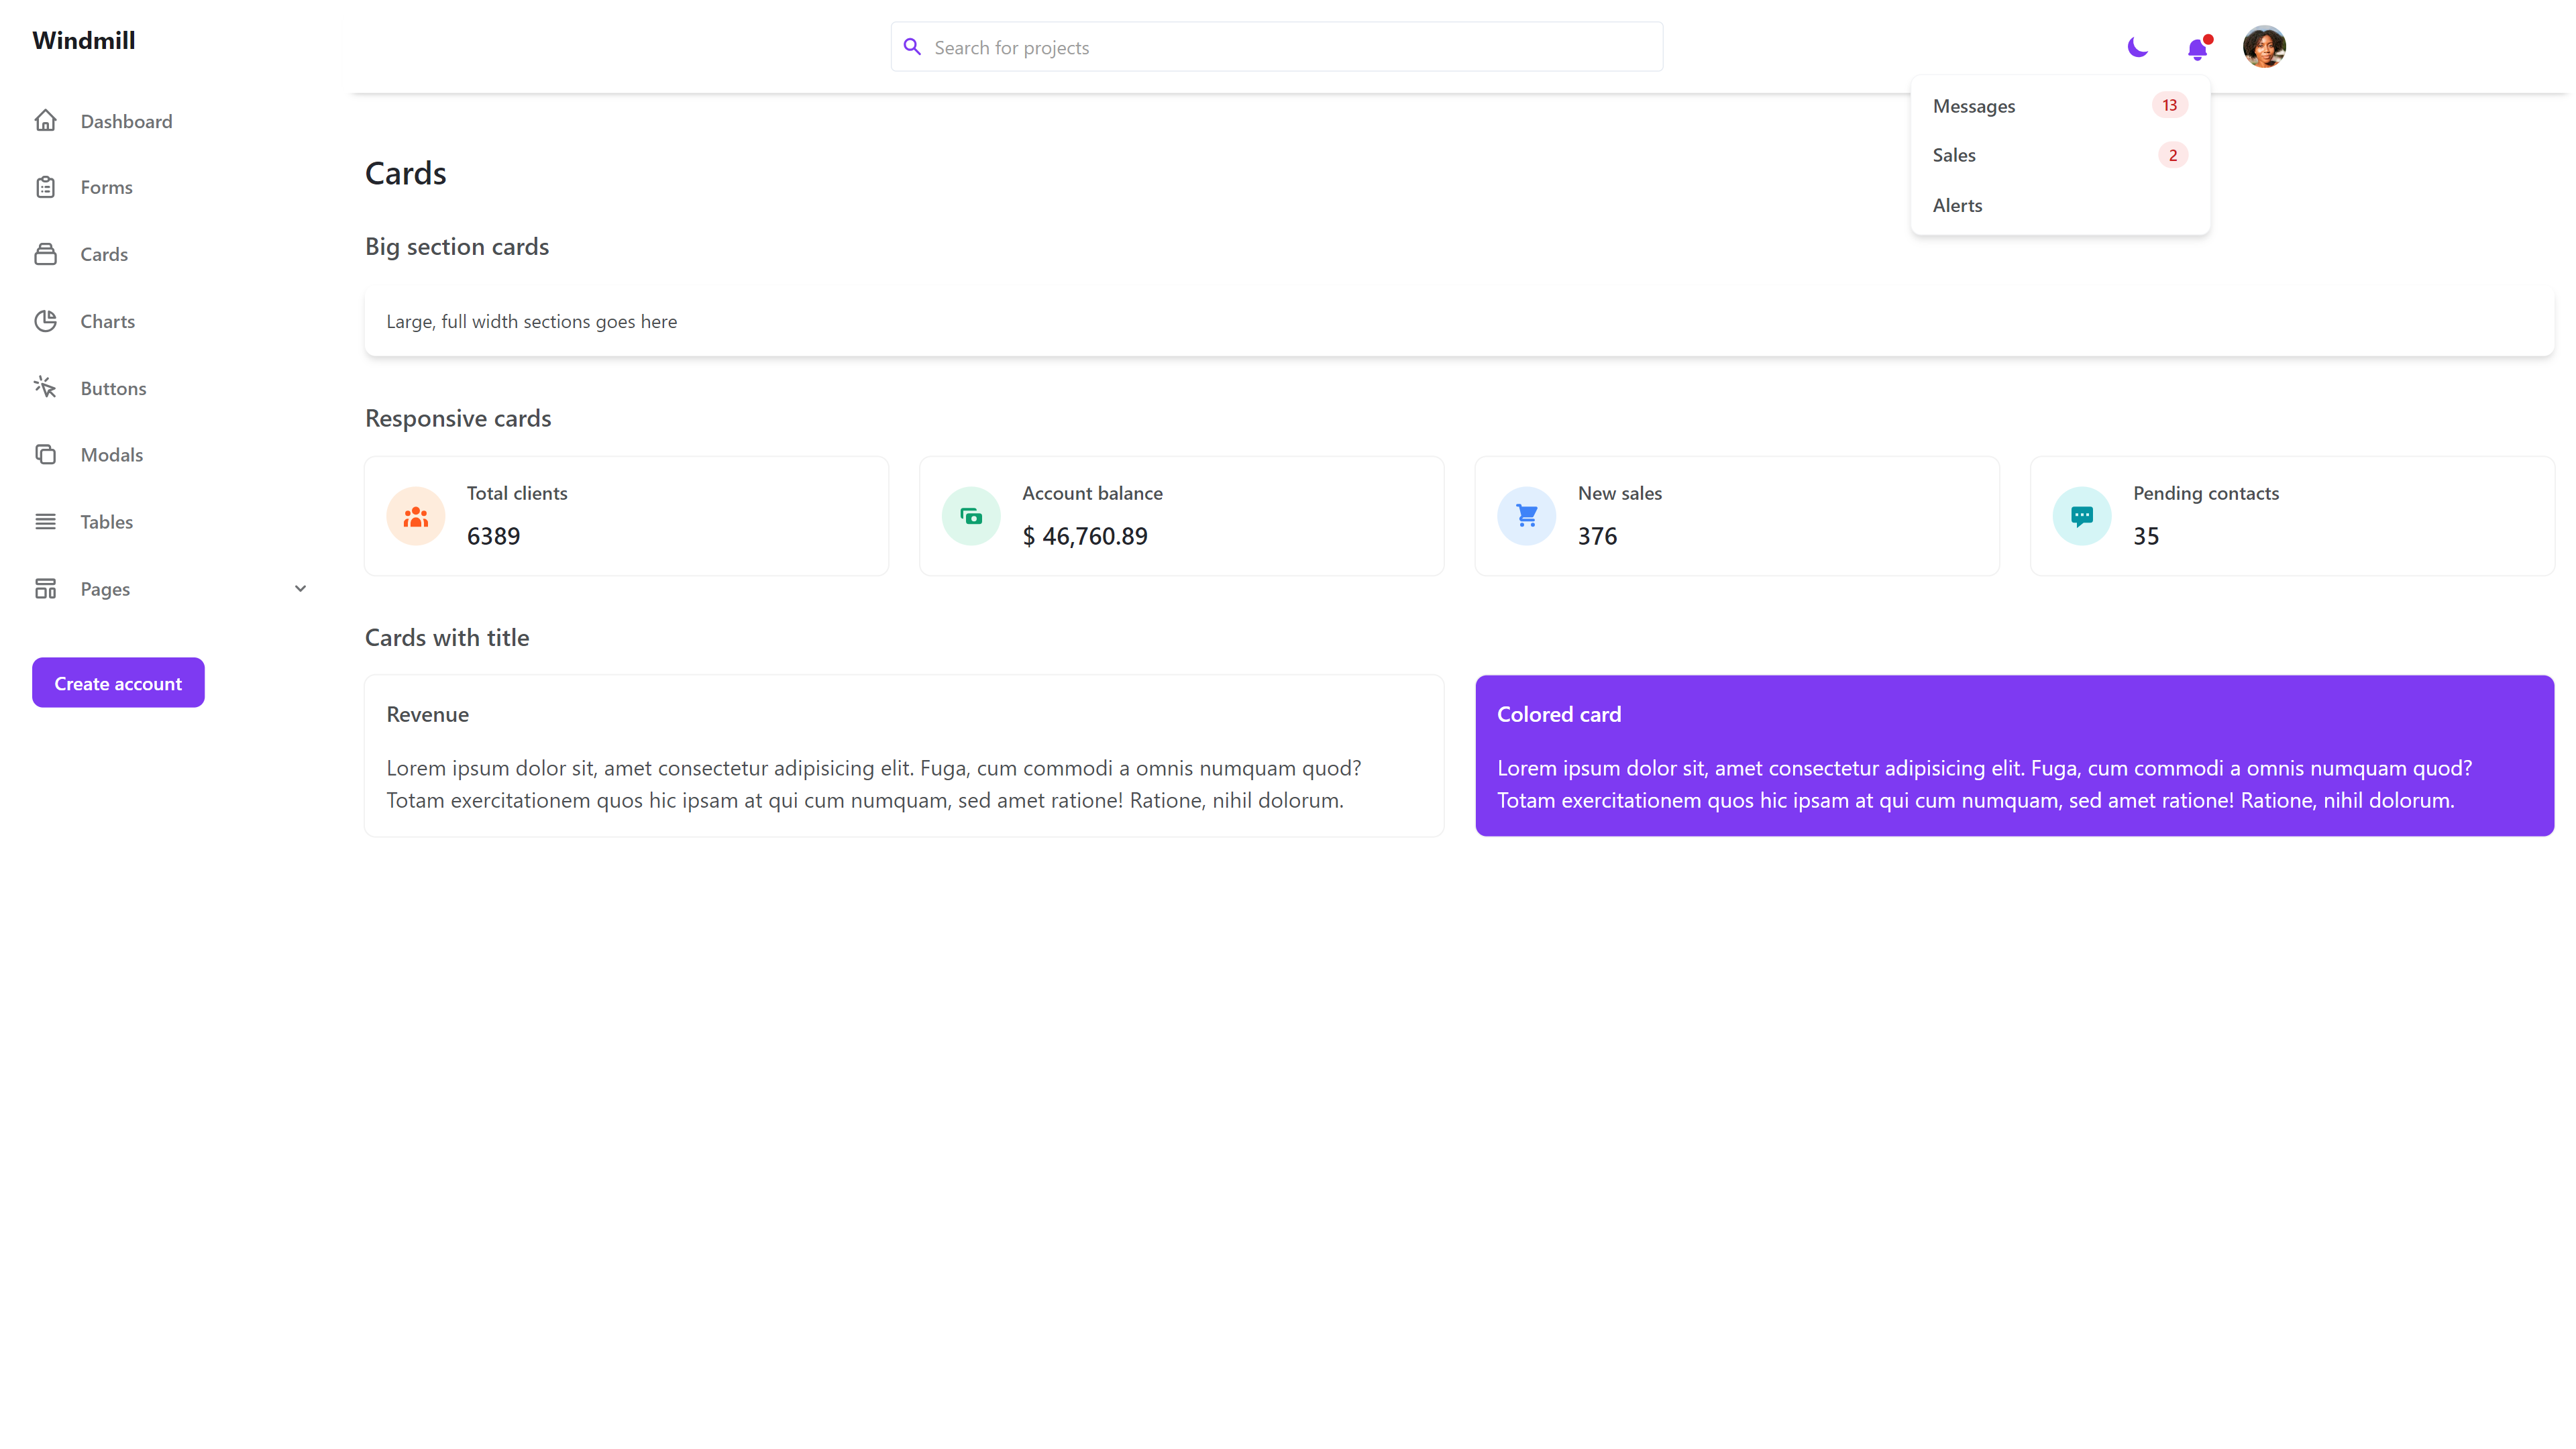 Windmill
Search for projects
Dashboard
Forms
Cards
Charts
Buttons
Modals
Tables
Pages
Create account
Messages 13
Sales 2
Alerts
Cards
Big section cards
Large, full width sections goes here
Responsive cards
Total clients
6389
Account balance
$ 46,760.89
New sales
376
Pending contacts
35
Cards with title
Revenue
Lorem ipsum dolor sit, amet consectetur adipisicing elit. Fuga, cum commodi a omnis numquam quod?
Totam exercitationem quos hic ipsam at qui cum numquam, sed amet ratione! Ratione, nihil dolorum.
Colored card
Lorem ipsum dolor sit, amet consectetur adipisicing elit. Fuga, cum commodi a omnis numquam quod?
Totam exercitationem quos hic ipsam at qui cum numquam, sed amet ratione! Ratione, nihil dolorum.